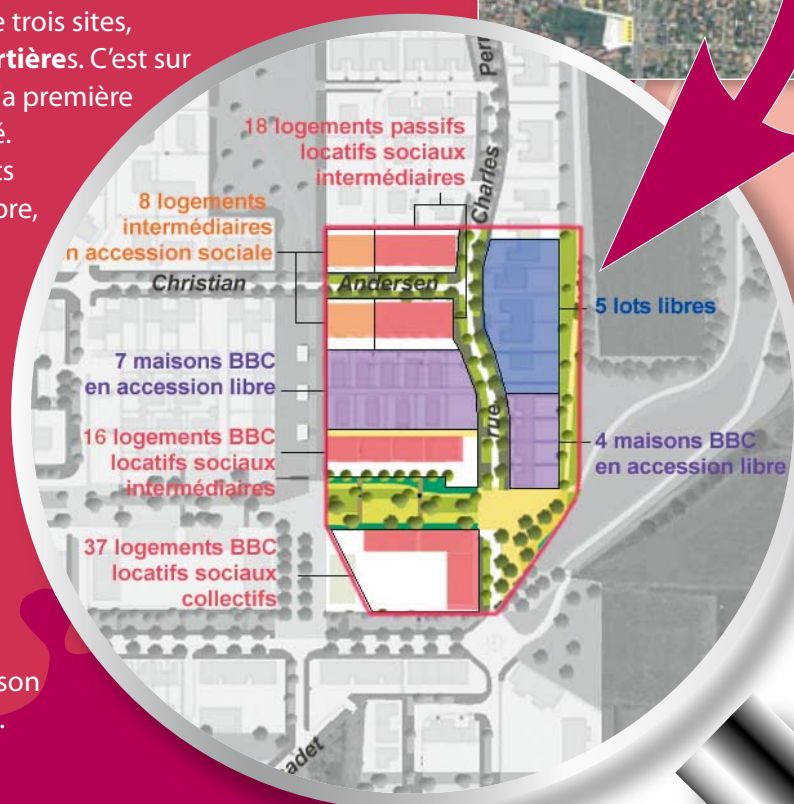 e trois sites,
rtières. C'est sur
a première
é.
ts
bre,
son
.
18 logements passifs
locatifs sociaux
intermédiaires
8 logements
intermédiaires
n accession sociale
Christian
Andersen
Charles
Perr
rue
5 lots libres
7 maisons BBC
en accession libre
4 maisons BBC
en accession libre
16 logements BBC
locatifs sociaux
intermédiaires
37 logements BBC
locatifs sociaux
collectifs
adet